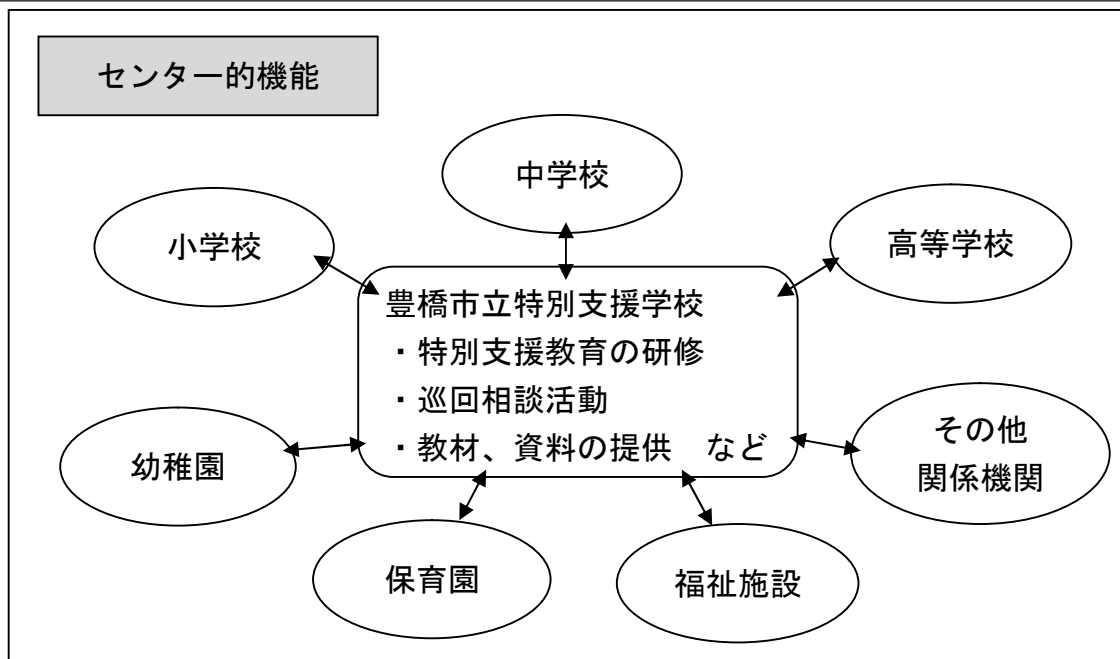 センター的機能
中学校
小学校
高等学校
豊橋市立特別支援学校
・特別支援教育の研修
・巡回相談活動
・教材、資料の提供　など
幼稚園
その他
関係機関
保育園
福祉施設